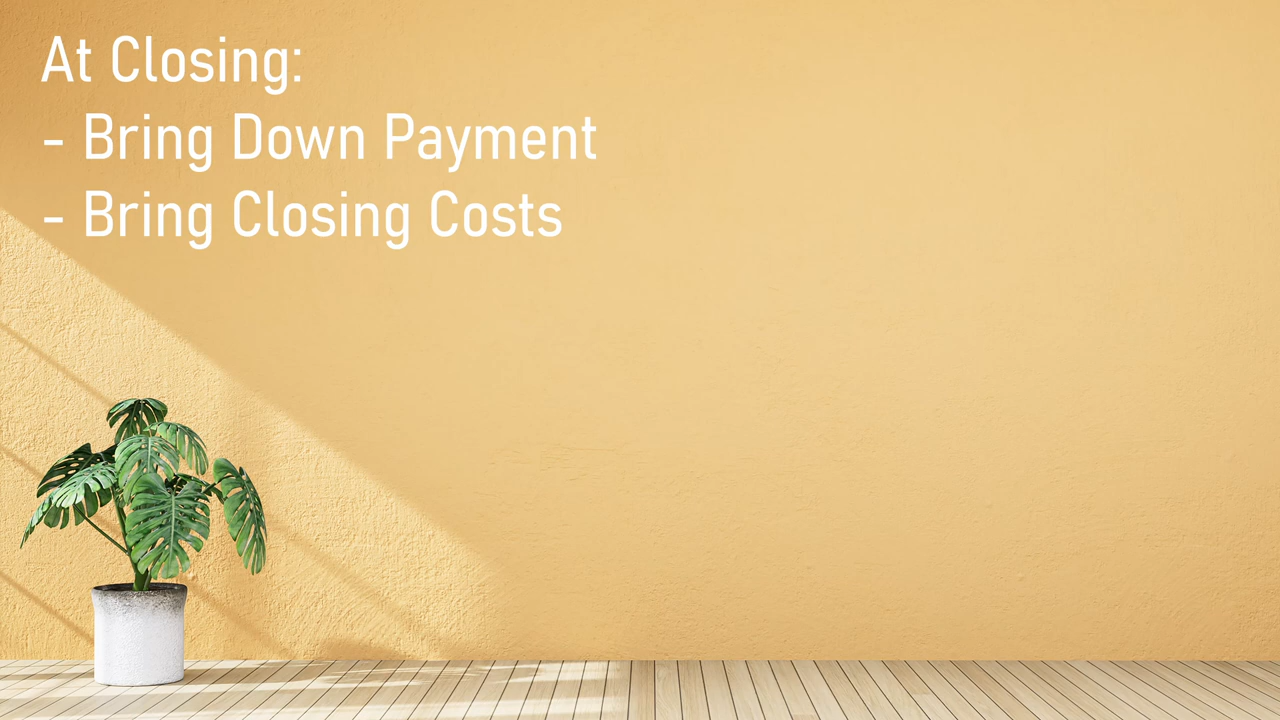 At Closing:
- Bring Down Payment
- Bring Closing Costs